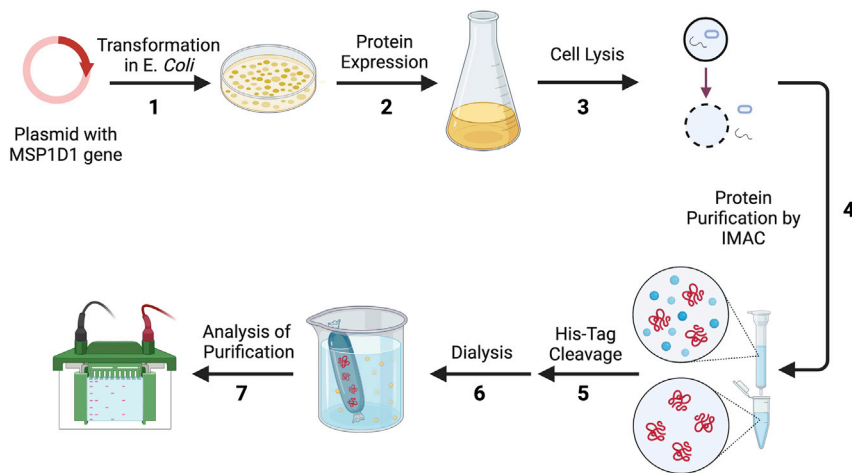 Transformation
in E. Coli
1
Plasmid with
MSP1D1 gene
Protein
Expression
2
Cell Lysis
3
4
Protein
Purification by
IMAC
His-Tag
Cleavage
5
Dialysis
6
Analysis of
Purification
7